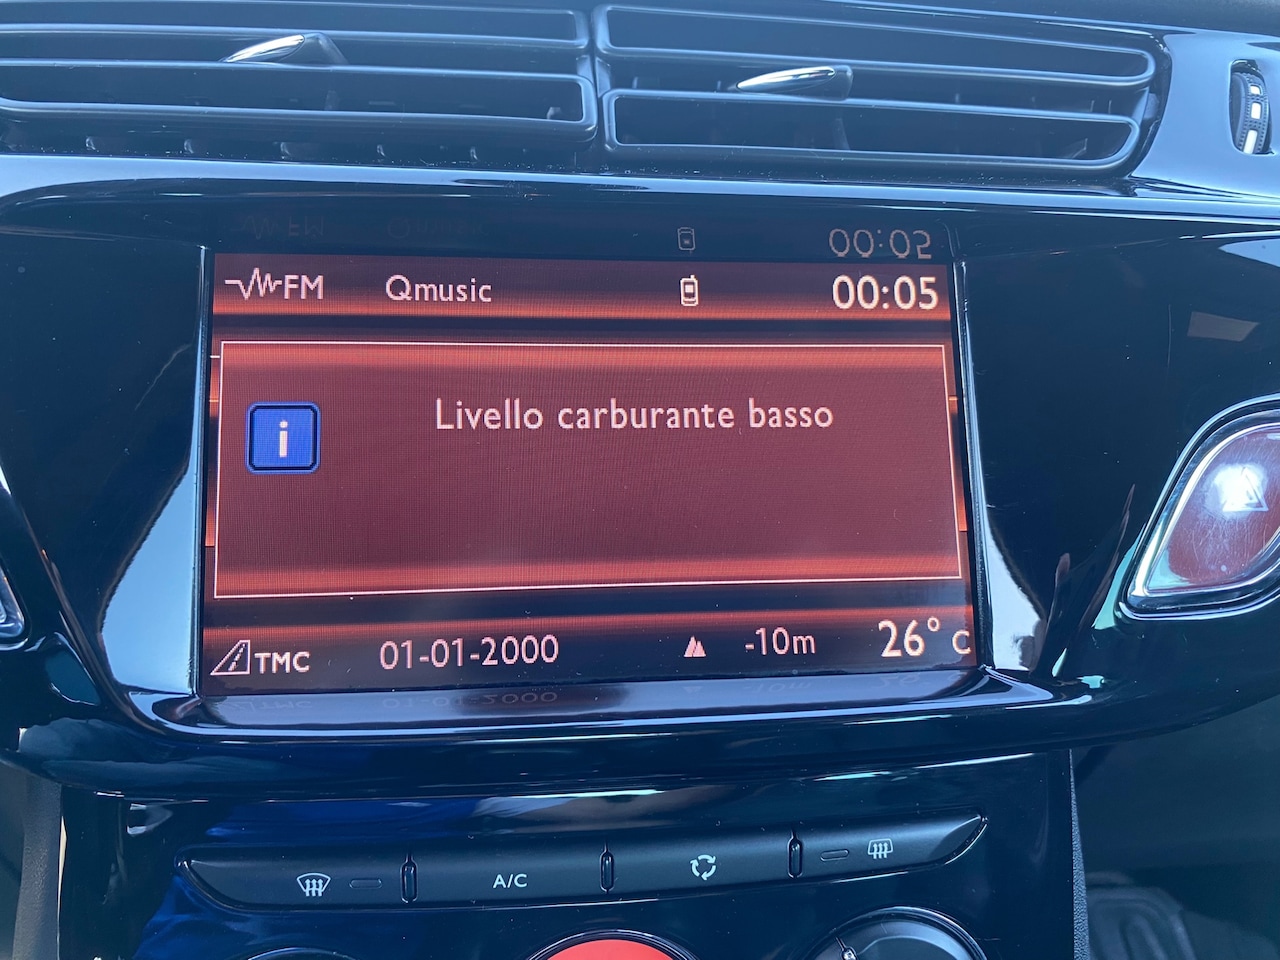 FM Qmusic 00:05
i
Livello carburante basso
TMC 01-01-2000 -10m 26° C
A/C